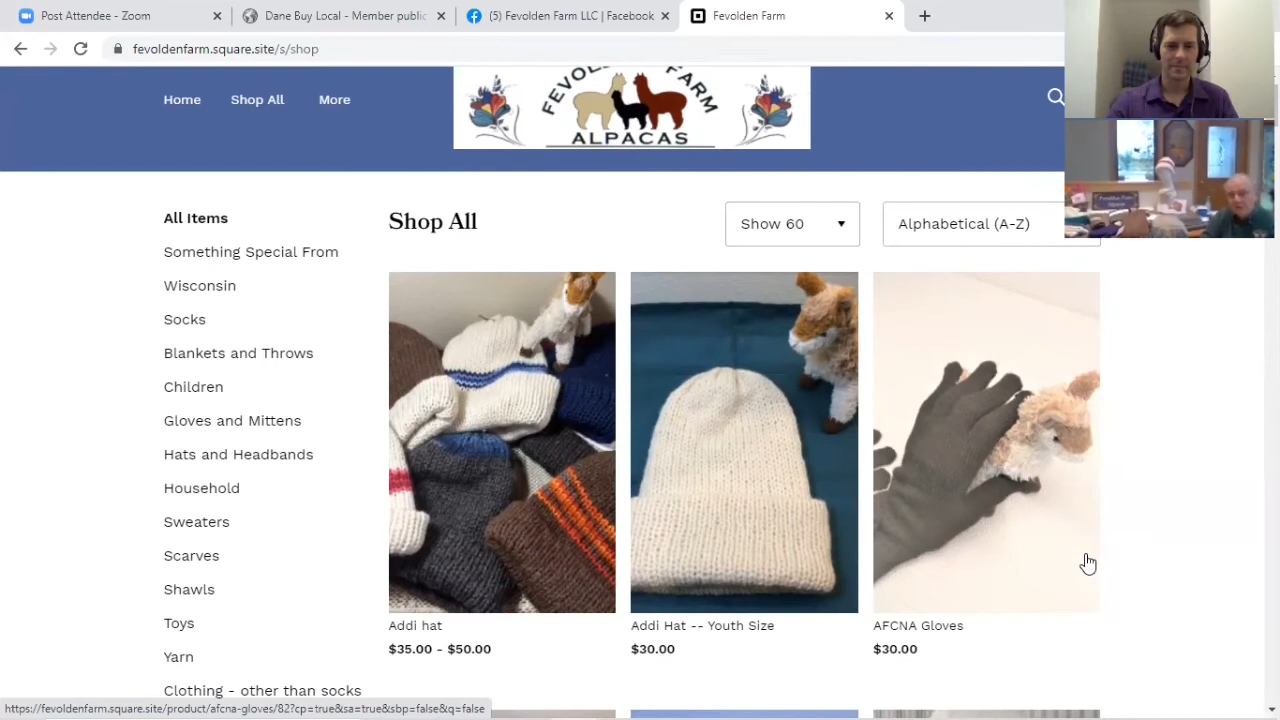 Post Attendee - Zoom
Dane Buy Local - Member public
(5) Fevolden Farm LLC | Facebook
Fevolden Farm
fevoldenfarm.square.site/s/shop
Home
Shop All
More
ALPACAS
All Items
Something Special From
Wisconsin
Socks
Blankets and Throws
Children
Gloves and Mittens
Hats and Headbands
Household
Sweaters
Scarves
Shawls
Toys
Yarn
Clothing - other than socks
Shop All
Show 60
Alphabetical (A-Z)
Addi hat
$35.00 - $50.00
Addi Hat -- Youth Size
$30.00
AFCNA Gloves
$30.00
https://fevoldenfarm.square.site/product/afcna-gloves/82?cp=true&sa=true&sbp=false&q=false